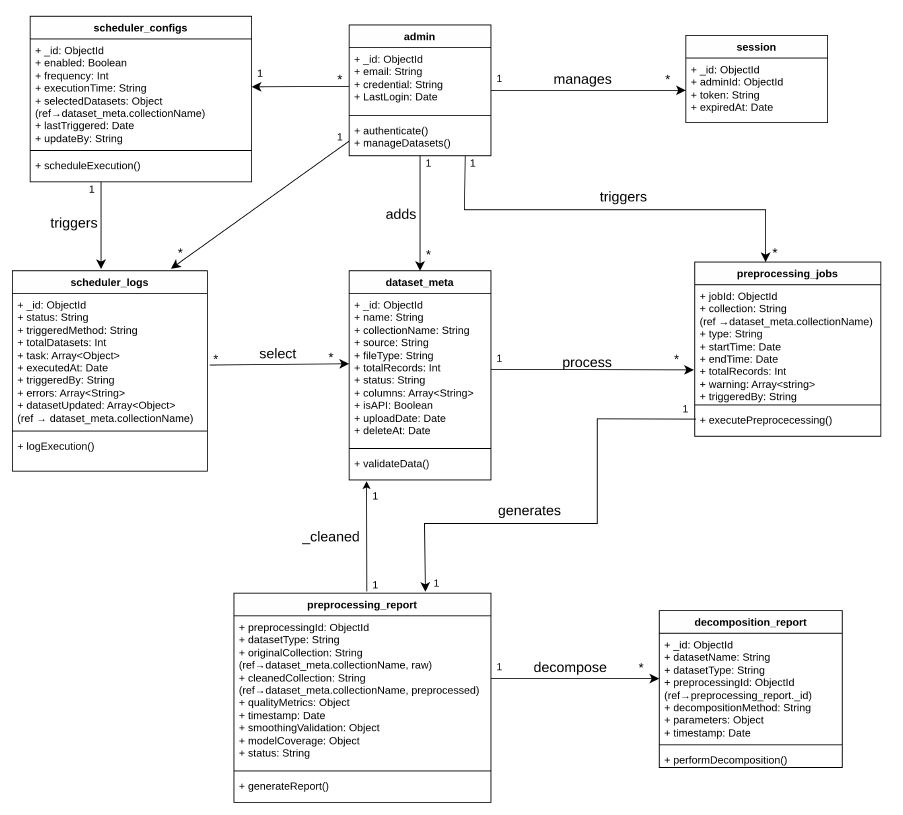 scheduler_configs
+ _id: ObjectId
+ enabled: Boolean
+ frequency: Int
+ executionTime: String
+ selectedDatasets: Object
(ref→dataset_meta.collectionName)
+ lastTriggered: Date
+ updateBy: String
+ scheduleExecution()
1
*
admin
+ _id: ObjectId
+ email: String
+ credential: String
+ LastLogin: Date
+ authenticate()
+ manageDatasets()
1
manages
*
session
+ _id: ObjectId
+ adminId: ObjectId
+ token: String
+ expiredAt: Date
1
triggers
1
*
1
adds
*
1
triggers
*
scheduler_logs
+ _id: ObjectId
+ status: String
+ triggeredMethod: String
+ totalDatasets: Int
+ task: Array<Object>
+ executedAt: Date
+ triggeredBy: String
+ errors: Array<String>
+ datasetUpdated: Array<Object>
(ref → dataset_meta.collectionName)
+ logExecution()
*
select
*
dataset_meta
+ _id: ObjectId
+ name: String
+ collectionName: String
+ source: String
+ fileType: String
+ totalRecords: Int
+ status: String
+ columns: Array<String>
+ isAPI: Boolean
+ uploadDate: Date
+ deleteAt: Date
+ validateData()
1
process
*
preprocessing_jobs
+ jobId: ObjectId
+ collection: String
(ref →dataset_meta.collectionName)
+ type: String
+ startTime: Date
+ endTime: Date
+ totalRecords: Int
+ warning: Array<string>
+ triggeredBy: String
+ executePreprocecessing()
1
generates
1
1
_cleaned
1
preprocessing_report
+ preprocessingId: ObjectId
+ datasetType: String
+ originalCollection: String
(ref→dataset_meta.collectionName, raw)
+ cleanedCollection: String
(ref→dataset_meta.collectionName, preprocessed)
+ qualityMetrics: Object
+ timestamp: Date
+ smoothingValidation: Object
+ modelCoverage: Object
+ status: String
+ generateReport()
1
decompose
*
decomposition_report
+ _id: ObjectId
+ datasetName: String
+ datasetType: String
+ preprocessingId: ObjectId
(ref→preprocessing_report._id)
+ decompositionMethod: String
+ parameters: Object
+ timestamp: Date
+ performDecomposition()